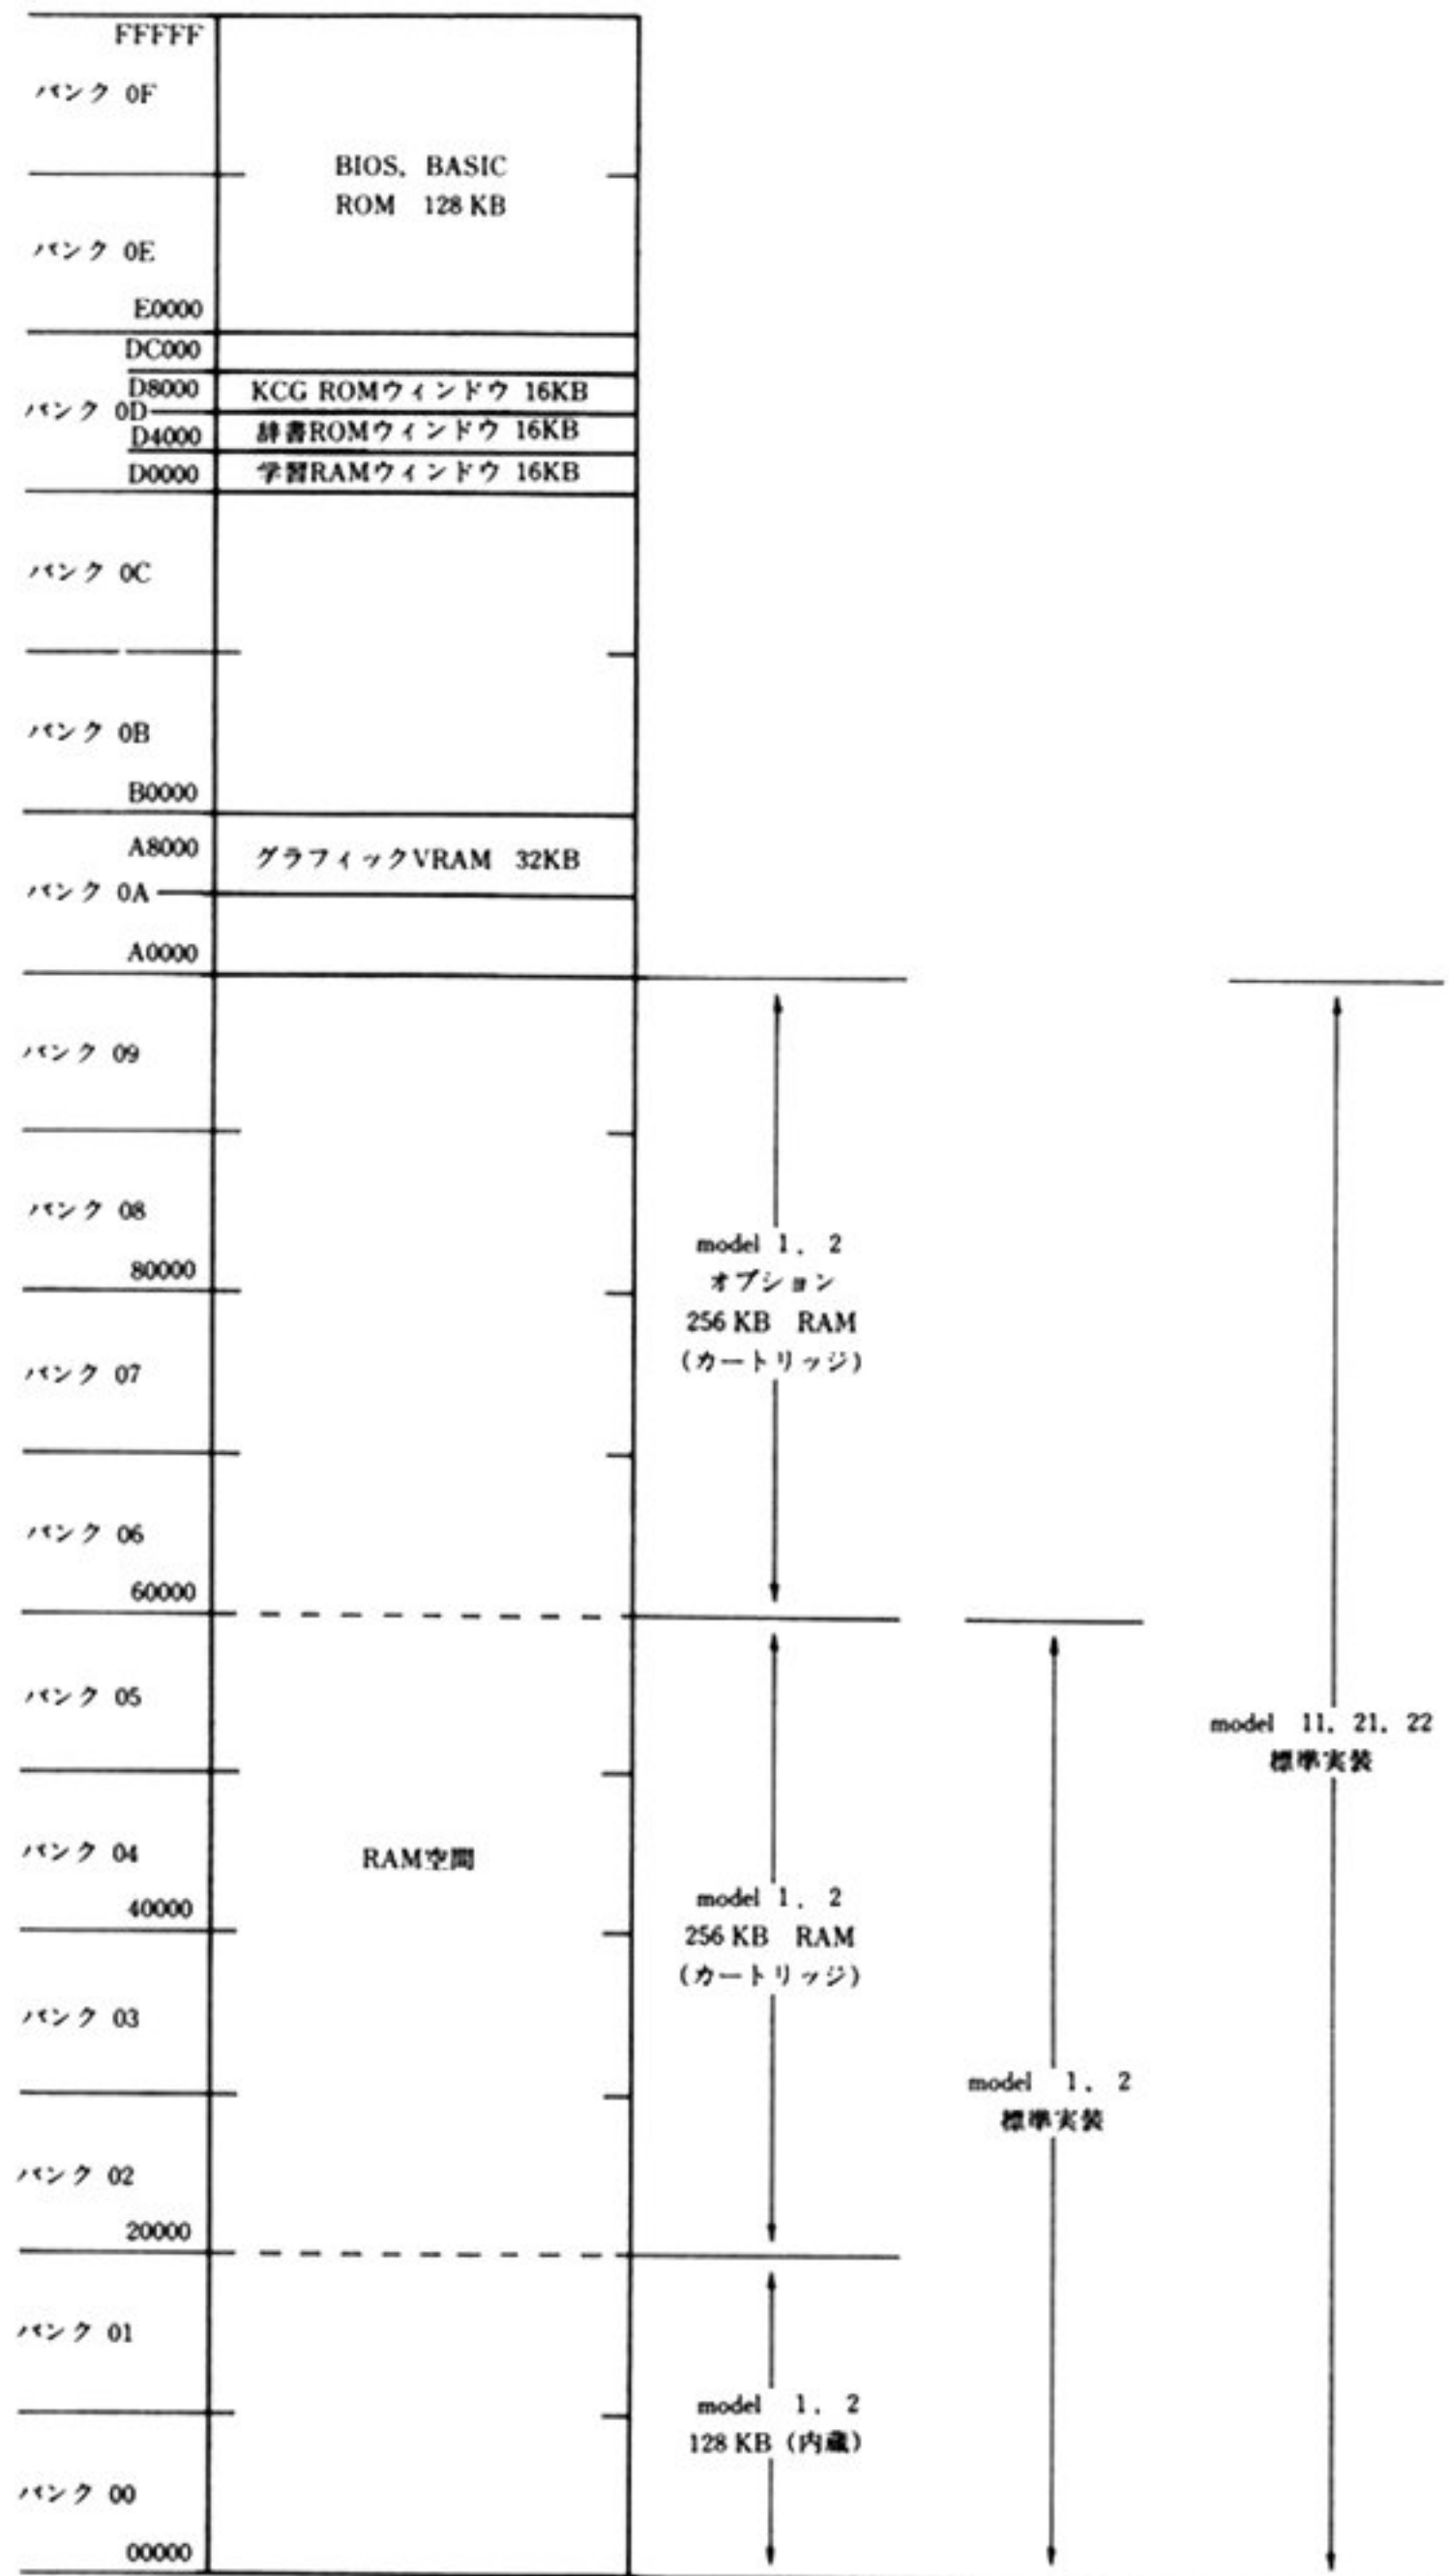 FFFFF
バンク 0F
BIOS, BASIC
ROM 128 KB
バンク 0E
E0000
DC000
D8000
KCG ROMウィンドウ 16KB
バンク 0D
D4000
辞書ROMウィンドウ 16KB
D0000
学習RAMウィンドウ 16KB
バンク 0C
バンク 0B
B0000
A8000
グラフィックVRAM 32KB
バンク 0A
A0000
バンク 09
バンク 08
80000
model 1, 2
オプション
256 KB RAM
(カートリッジ)
バンク 07
バンク 06
60000
バンク 05
model 11, 21, 22
標準実装
バンク 04
RAM空間
40000
model 1, 2
256 KB RAM
(カートリッジ)
バンク 03
model 1, 2
標準実装
バンク 02
20000
バンク 01
model 1, 2
128 KB (内蔵)
バンク 00
00000